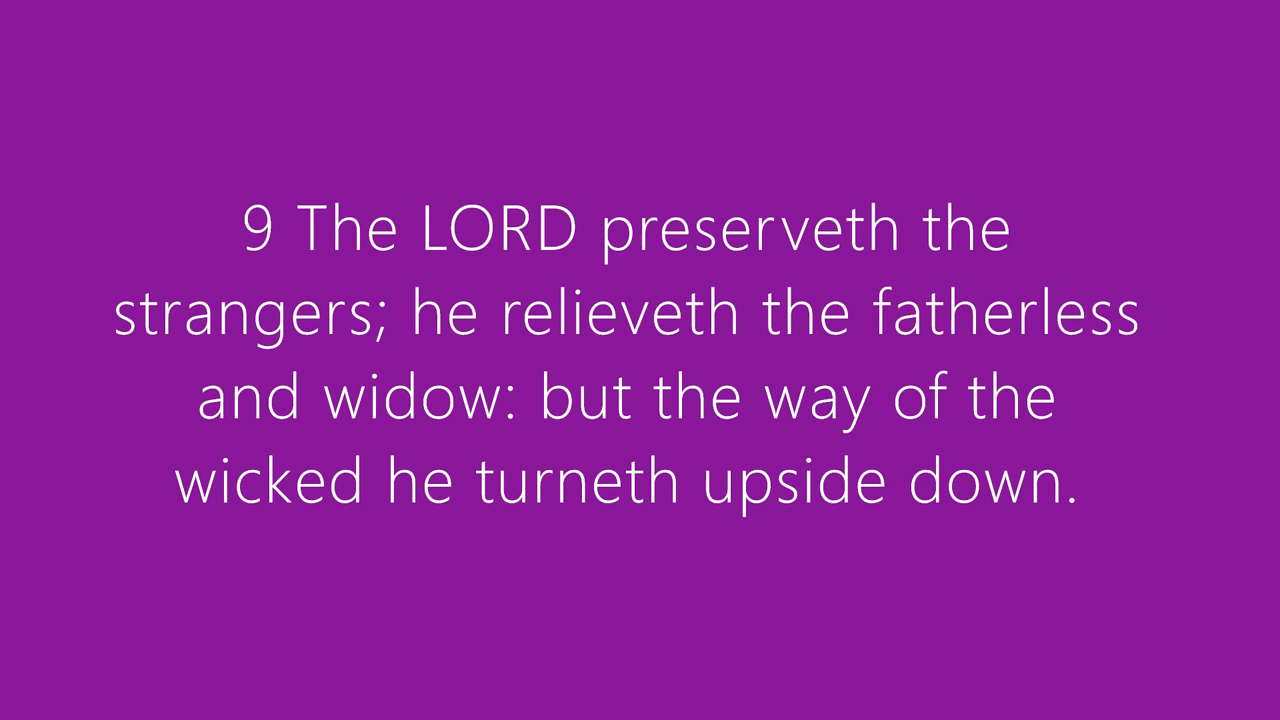 9 The LORD preserveth the
strangers; he relieveth the fatherless
and widow: but the way of the
wicked he turneth upside down.